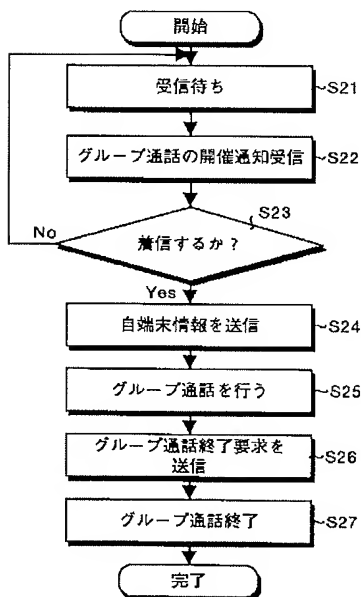 開始
受信待ち
S21
グループ通話の開催通知受信
S22
S23
着信するか？
No
Yes
自端末情報を送信
S24
グループ通話を行う
S25
グループ通話終了要求を
送信
S26
グループ通話終了
S27
完了